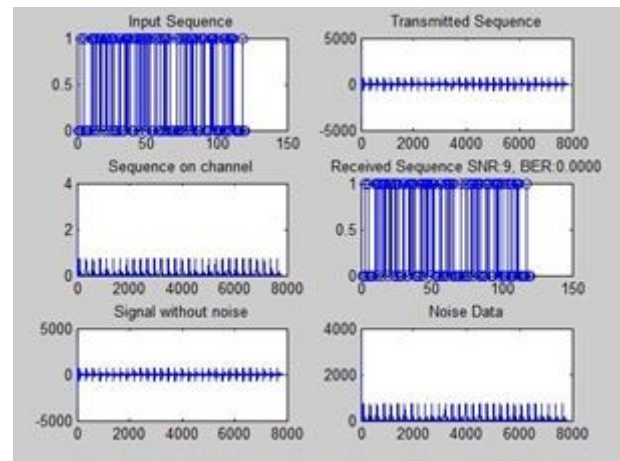 Input Sequence
1
0.5
0
0 50 100 150
Transmitted Sequence
5000
0
-5000
0 2000 4000 6000 8000
Sequence on channel
4
2
0
0 2000 4000 6000 8000
Received Sequence SNR:9, BER:0.0000
1
0.5
0
0 50 100 150
Signal without noise
5000
0
-5000
0 2000 4000 6000 8000
Noise Data
4000
2000
0
0 2000 4000 6000 8000